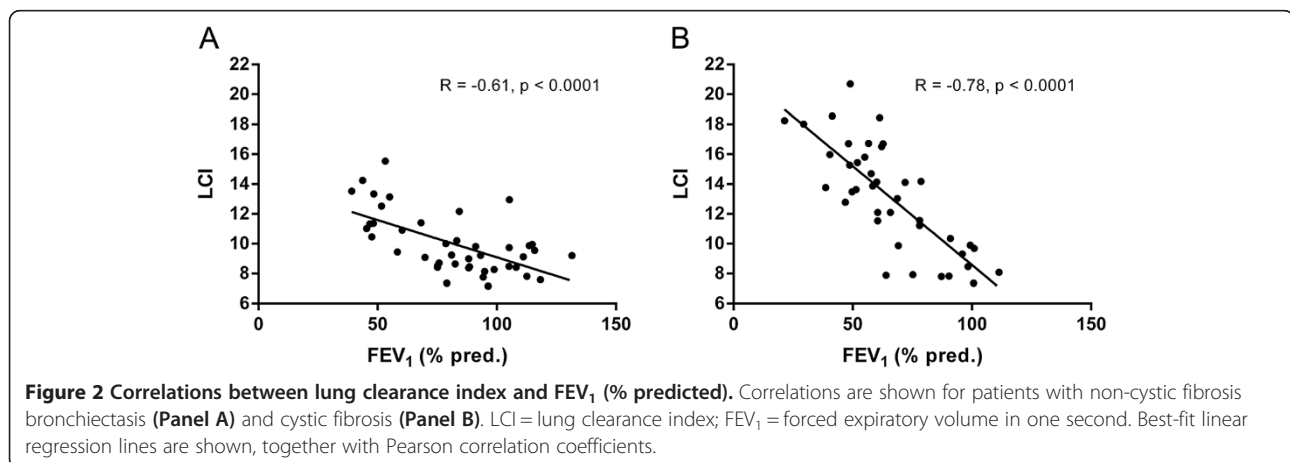 A
22
20
18
16
14
12
10
8
6
LCI
R = -0.61, p < 0.0001
0 50 100 150
FEV₁ (% pred.)
B
22
20
18
16
14
12
10
8
6
LCI
R = -0.78, p < 0.0001
0 50 100 150
FEV₁ (% pred.)
Figure 2 Correlations between lung clearance index and FEV₁ (% predicted). Correlations are shown for patients with non-cystic fibrosis
bronchiectasis (Panel A) and cystic fibrosis (Panel B). LCI = lung clearance index; FEV₁ = forced expiratory volume in one second. Best-fit linear
regression lines are shown, together with Pearson correlation coefficients.